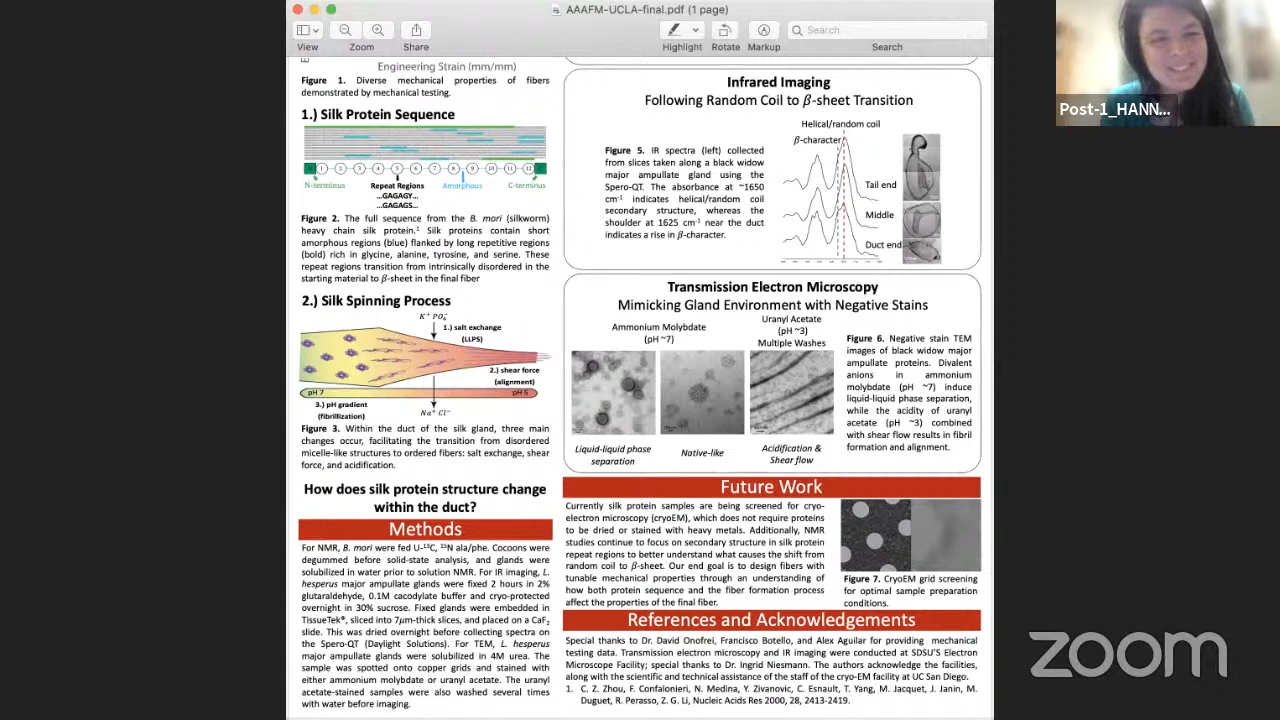 AAAFM-UCLA-final.pdf (1 page)
View
Zoom
Share
Highlight
Rotate
Markup
Search
Search
Engineering Strain (mm/mm)
Figure 1. Diverse mechanical properties of fibers
demonstrated by mechanical testing.
1.) Silk Protein Sequence
1 2 3 4 5 6 7 8 9 10 11 12
N-terminus
Repeat Regions
Amorphous
C-terminus
...GAGAGY...
...GAGAGS...
Figure 2. The full sequence from the B. mori (silkworm)
heavy chain silk protein.¹ Silk proteins contain short
amorphous regions (blue) flanked by long repetitive regions
(bold) rich in glycine, alanine, tyrosine, and serine. These
repeat regions transition from intrinsically disordered in the
starting material to β-sheet in the final fiber
2.) Silk Spinning Process
K⁺ PO₄⁻
1.) salt exchange
(LLPS)
2.) shear force
(alignment)
pH 7
pH 5
3.) pH gradient
(fibrillization)
Na⁺ Cl⁻
Figure 3. Within the duct of the silk gland, three main
changes occur, facilitating the transition from disordered
micelle-like structures to ordered fibers: salt exchange, shear
force, and acidification.
How does silk protein structure change
within the duct?
Methods
For NMR, B. mori were fed U-¹³C, ¹⁵N ala/phe. Cocoons were
degummed before solid-state analysis, and glands were
solubilized in water prior to solution NMR. For IR imaging, L.
hesperus major ampullate glands were fixed 2 hours in 2%
glutaraldehyde, 0.1M cacodylate buffer and cryo-protected
overnight in 30% sucrose. Fixed glands were embedded in
TissueTek®, sliced into 7μm-thick slices, and placed on a CaF₂
slide. This was dried overnight before collecting spectra on
the Spero-QT (Daylight Solutions). For TEM, L. hesperus
major ampullate glands were solubilized in 4M urea. The
sample was spotted onto copper grids and stained with
either ammonium molybdate or uranyl acetate. The uranyl
acetate-stained samples were also washed several times
with water before imaging.
Infrared Imaging
Following Random Coil to β-sheet Transition
Helical/random coil
β-character
Figure 5. IR spectra (left) collected
from slices taken along a black widow
major ampullate gland using the
Spero-QT. The absorbance at ~1650
cm⁻¹ indicates helical/random coil
secondary structure, whereas the
shoulder at 1625 cm⁻¹ near the duct
indicates a rise in β-character.
Tail end
Middle
Duct end
Transmission Electron Microscopy
Mimicking Gland Environment with Negative Stains
Ammonium Molybdate
(pH ~7)
Uranyl Acetate
(pH ~3)
Multiple Washes
Liquid-liquid phase
separation
Native-like
Acidification &
Shear flow
Figure 6. Negative stain TEM
images of black widow major
ampullate proteins. Divalent
anions in ammonium
molybdate (pH ~7) induce
liquid-liquid phase separation,
while the acidity of uranyl
acetate (pH ~3) combined
with shear flow results in fibril
formation and alignment.
Future Work
Currently silk protein samples are being screened for cryo-
electron microscopy (cryoEM), which does not require proteins
to be dried or stained with heavy metals. Additionally, NMR
studies continue to focus on secondary structure in silk protein
repeat regions to better understand what causes the shift from
random coil to β-sheet. Our end goal is to design fibers with
tunable mechanical properties through an understanding of
how both protein sequence and the fiber formation process
affect the properties of the final fiber.
Figure 7. CryoEM grid screening
for optimal sample preparation
conditions.
References and Acknowledgements
Special thanks to Dr. David Onofrei, Francisco Botello, and Alex Aguilar for providing mechanical
testing data. Transmission electron microscopy and IR imaging were conducted at SDSU'S Electron
Microscope Facility; special thanks to Dr. Ingrid Niesmann. The authors acknowledge the facilities,
along with the scientific and technical assistance of the staff of the cryo-EM facility at UC San Diego.
1. C. Z. Zhou, F. Confalonieri, N. Medina, Y. Zivanovic, C. Esnault, T. Yang, M. Jacquet, J. Janin, M.
Duguet, R. Perasso, Z. G. Li, Nucleic Acids Res 2000, 28, 2413-2419.
Post-1_HANN...
zoom